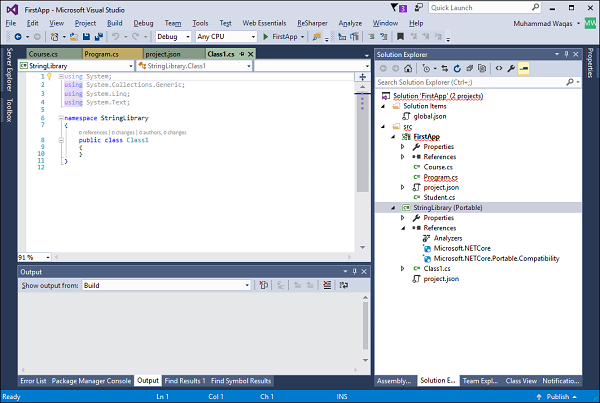 FirstApp - Microsoft Visual Studio
3
Quick Launch (Ctrl+Q)
File Edit View Project Build Debug Team Tools Test Web Essentials ReSharper Analyze Window Help
Muhammad Waqas
MW
Debug Any CPU FirstApp
Server Explorer
Toolbox
Course.cs Program.cs project.json Class1.cs
StringLibrary StringLibrary.Class1
1 using System;
2 using System.Collections.Generic;
3 using System.Linq;
4 using System.Text;
5
6 namespace StringLibrary
7 {
0 references | 0 changes | 0 authors, 0 changes
8 public class Class1
9 {
10 }
11 }
12
91 %
Output
Show output from: Build
Error List Package Manager Console Output Find Results 1 Find Symbol Results
Solution Explorer
Search Solution Explorer (Ctrl+;)
Solution 'FirstApp' (2 projects)
Solution Items
global.json
src
FirstApp
Properties
References
Course.cs
Program.cs
project.json
Student.cs
StringLibrary (Portable)
Properties
References
Analyzers
Microsoft.NETCore
Microsoft.NETCore.Portable.Compatibility
Class1.cs
project.json
Assembly... Solution E... Team Expl... Class View Notificatio...
Properties
Ready Ln 1 Col 1 Ch 1 INS Publish